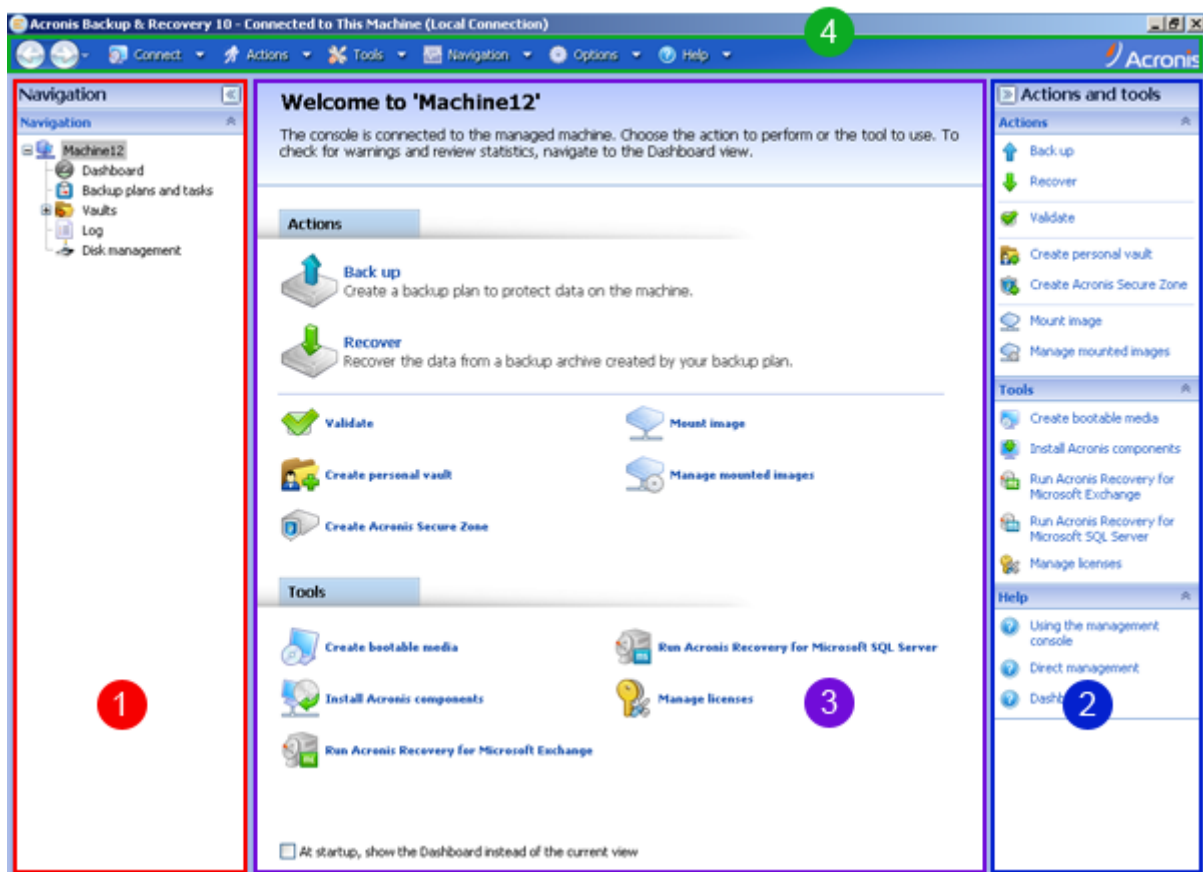 Acronis Backup & Recovery 10 - Connected to This Machine (Local Connection)
4
Connect
Actions
Tools
Navigation
Options
Help
Acronis
Navigation
Navigation
Machine12
Dashboard
Backup plans and tasks
Vaults
Log
Disk management
1
Welcome to 'Machine12'
The console is connected to the managed machine. Choose the action to perform or the tool to use. To
check for warnings and review statistics, navigate to the Dashboard view.
Actions
Back up
Create a backup plan to protect data on the machine.
Recover
Recover the data from a backup archive created by your backup plan.
Validate
Mount image
Create personal vault
Manage mounted images
Create Acronis Secure Zone
Tools
Create bootable media
Run Acronis Recovery for Microsoft SQL Server
Install Acronis components
Manage licenses
3
Run Acronis Recovery for Microsoft Exchange
At startup, show the Dashboard instead of the current view
Actions and tools
Actions
Back up
Recover
Validate
Create personal vault
Create Acronis Secure Zone
Mount image
Manage mounted images
Tools
Create bootable media
Install Acronis components
Run Acronis Recovery for
Microsoft Exchange
Run Acronis Recovery for
Microsoft SQL Server
Manage licenses
Help
Using the management
console
Direct management
2